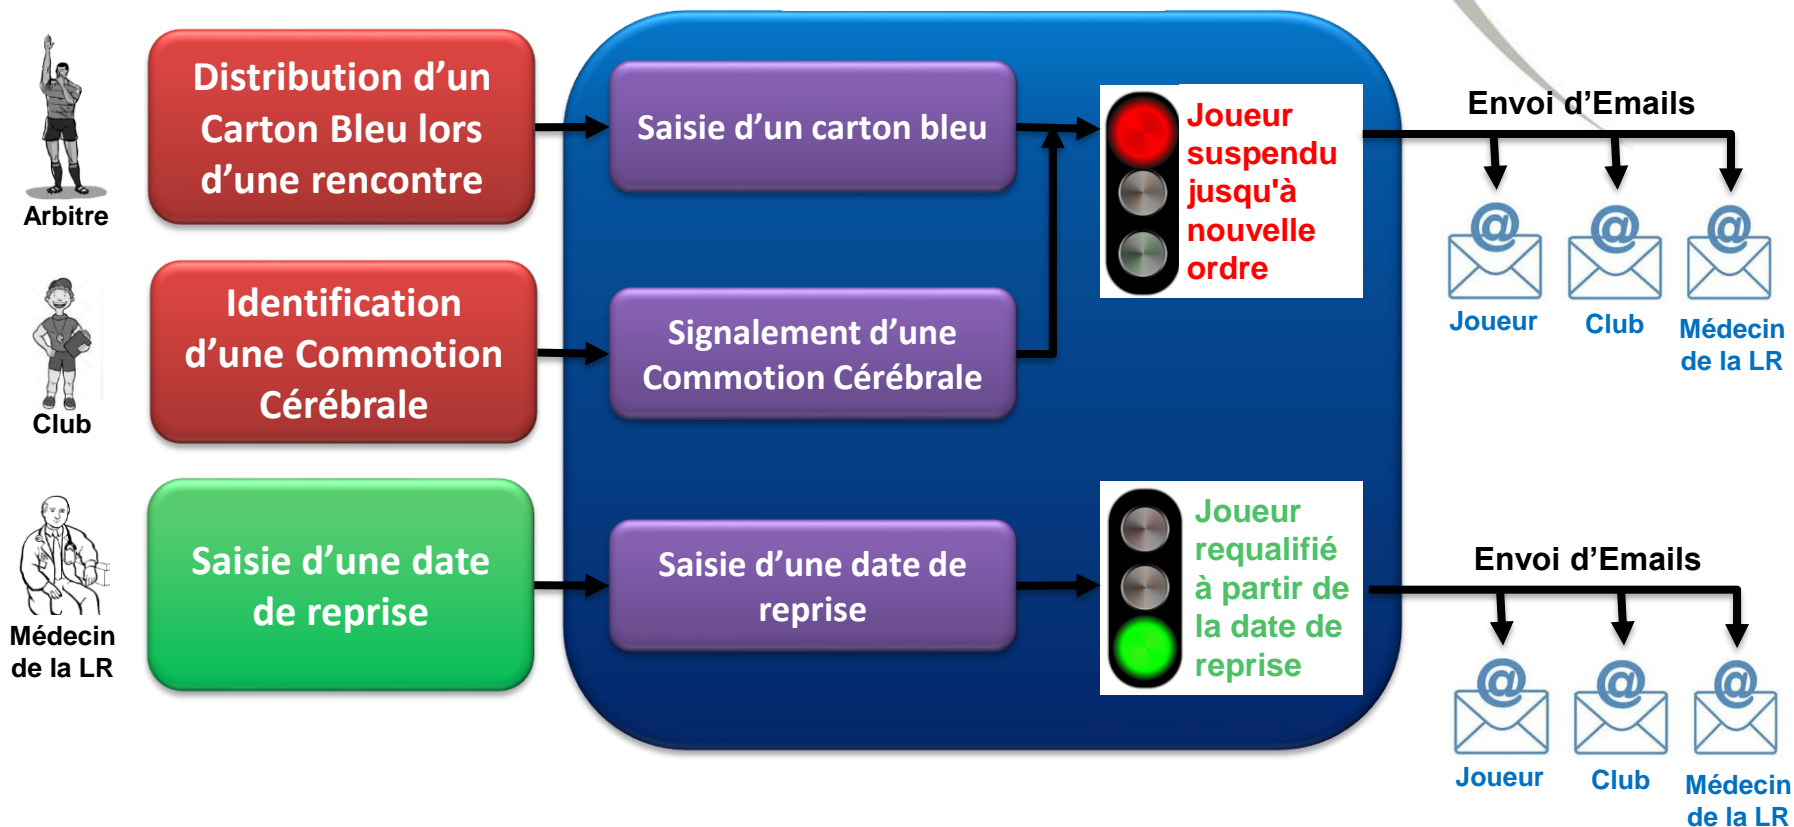 Distribution d’un
Carton Bleu lors
d’une rencontre
Arbitre
Saisie d’un carton bleu
Joueur
suspendu
jusqu'à
nouvelle
ordre
Envoi d’Emails
@
@
@
Joueur
Club
Médecin
de la LR
Identification
d’une Commotion
Cérébrale
Club
Signalement d’une
Commotion Cérébrale
Saisie d’une date
de reprise
Médecin
de la LR
Saisie d’une date de
reprise
Joueur
requalifié
à partir de
la date de
reprise
Envoi d’Emails
@
@
@
Joueur
Club
Médecin
de la LR